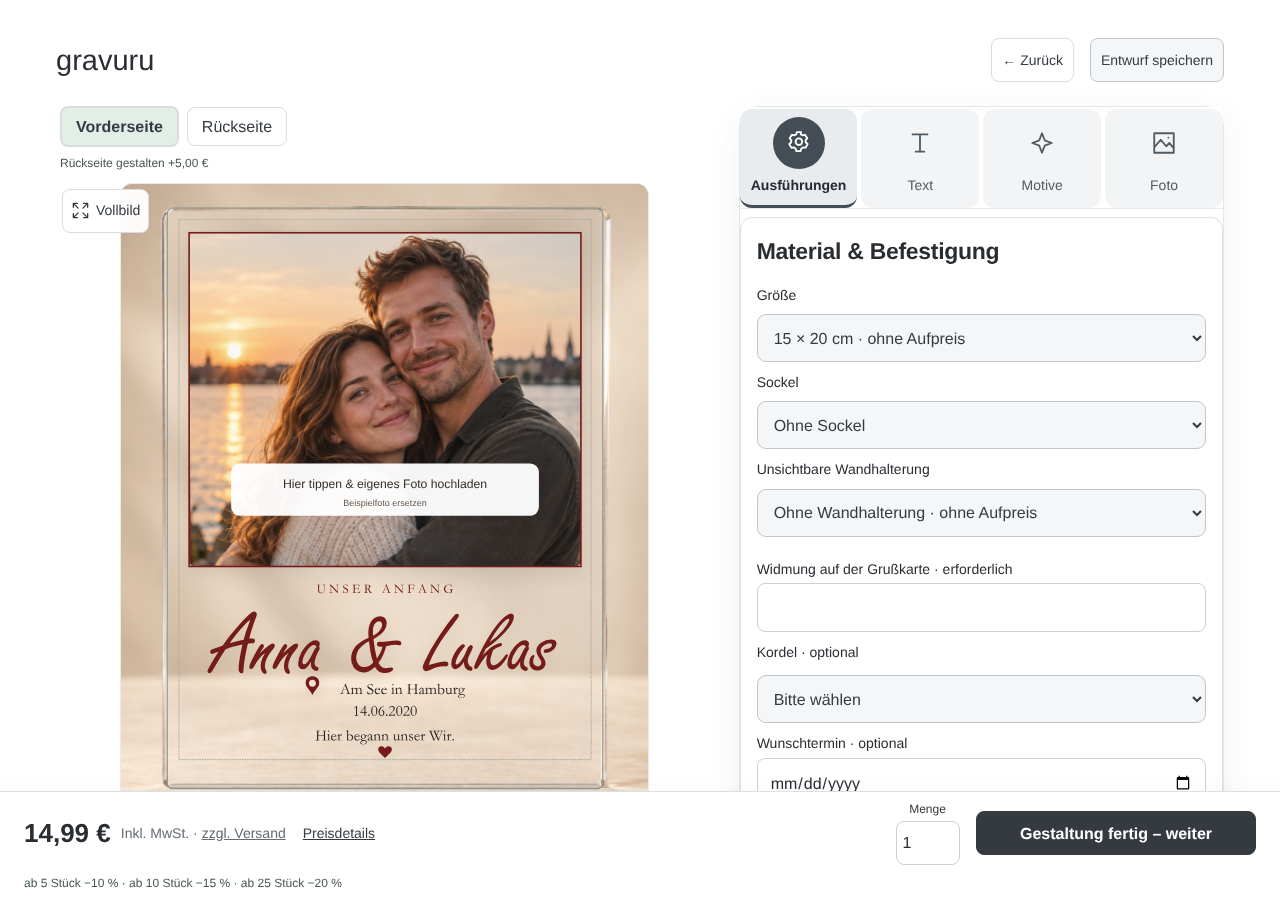 gravuru
← Zurück
Entwurf speichern
Vorderseite
Rückseite
Rückseite gestalten +5,00 €
Vollbild
Hier tippen & eigenes Foto hochladen
Beispielfoto ersetzen
UNSER ANFANG
Anna & Lukas
Am See in Hamburg
14.06.2020
Hier begann unser Wir.
Ausführungen
Text
Motive
Foto
Material & Befestigung
Größe
15 × 20 cm · ohne Aufpreis
Sockel
Ohne Sockel
Unsichtbare Wandhalterung
Ohne Wandhalterung · ohne Aufpreis
Widmung auf der Grußkarte · erforderlich
Kordel · optional
Bitte wählen
Wunschtermin · optional
mm/dd/yyyy
14,99 € Inkl. MwSt. · zzgl. Versand Preisdetails
ab 5 Stück −10 % · ab 10 Stück −15 % · ab 25 Stück −20 %
Menge
1
Gestaltung fertig – weiter